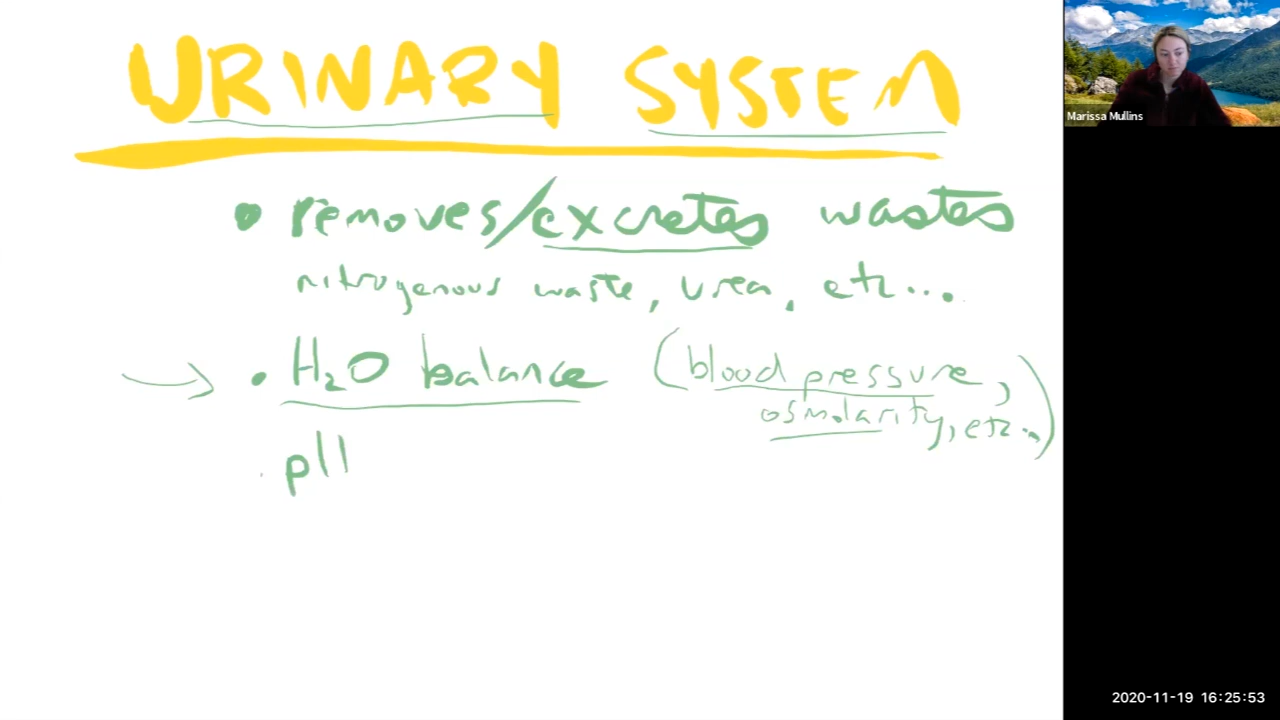 URINARY SYSTEM
• removes/excretes wastes
nitrogenous waste, urea, etc...
• H₂O balance (blood pressure, osmolarity, etc..)
• pH
Marissa Mullins
2020-11-19 16:25:53